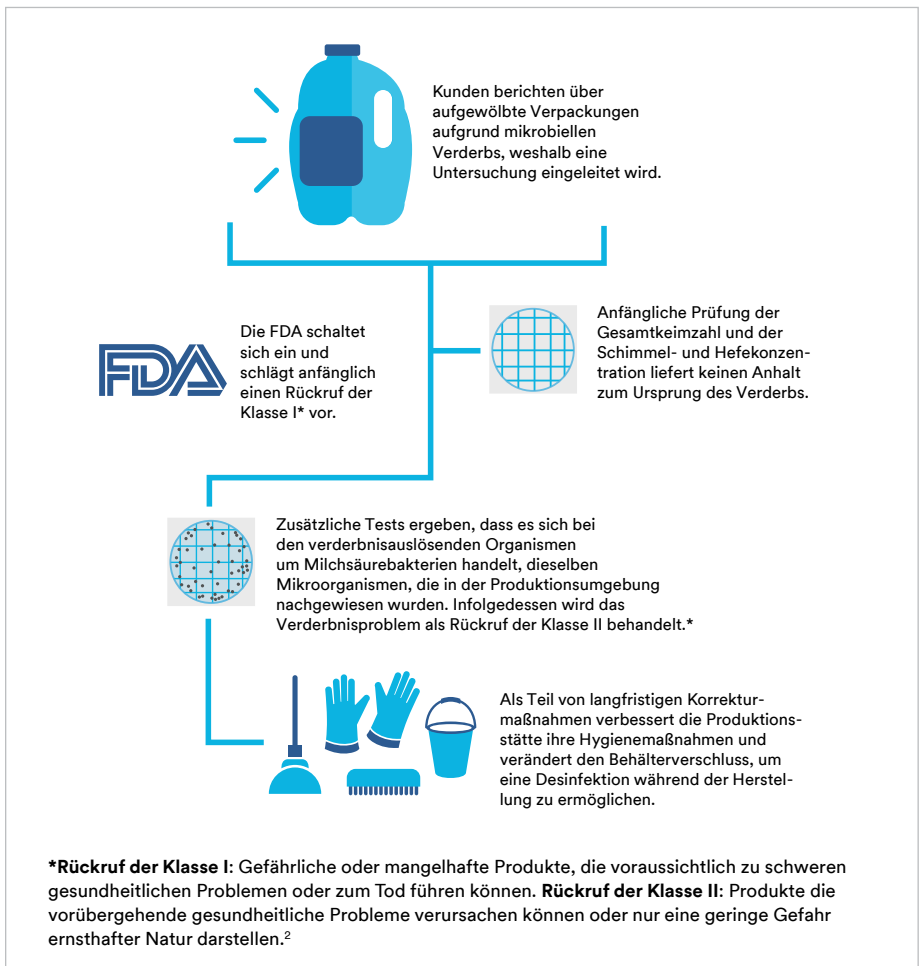 Kunden berichten über
aufgewölbte Verpackungen
aufgrund mikrobiellen
Verderbs, weshalb eine
Untersuchung eingeleitet wird.
FDA
Die FDA schaltet
sich ein und
schlägt anfänglich
einen Rückruf der
Klasse I* vor.
Anfängliche Prüfung der
Gesamtkeimzahl und der
Schimmel- und Hefekonzen-
tration liefert keinen Anhalt
zum Ursprung des Verderbs.
Zusätzliche Tests ergeben, dass es sich bei
den verderbnisauslösenden Organismen
um Milchsäurebakterien handelt, dieselben
Mikroorganismen, die in der Produktionsumgebung
nachgewiesen wurden. Infolgedessen wird das
Verderbnisproblem als Rückruf der Klasse II behandelt.*
Als Teil von langfristigen Korrektur-
maßnahmen verbessert die Produktions-
stätte ihre Hygienemaßnahmen und
verändert den Behälterverschluss, um
eine Desinfektion während der Herstel-
lung zu ermöglichen.
*Rückruf der Klasse I: Gefährliche oder mangelhafte Produkte, die voraussichtlich zu schweren
gesundheitlichen Problemen oder zum Tod führen können. Rückruf der Klasse II: Produkte die
vorübergehende gesundheitliche Probleme verursachen können oder nur eine geringe Gefahr
ernsthafter Natur darstellen.²